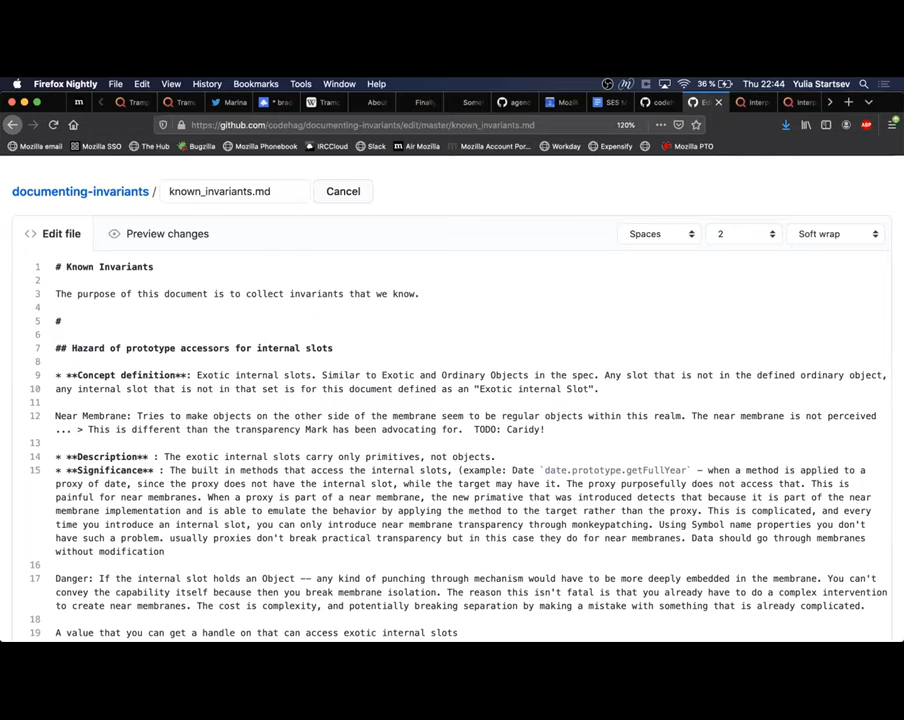 Firefox Nightly File Edit View History Bookmarks Tools Window Help 36 % Thu 22:44 Yulia Startsev
m Tramp Tramu Marina * brad W Tramo About Finall Some agend Mozill SES M codeh Ed Interp Interp
https://github.com/codehag/documenting-invariants/edit/master/known_invariants.md 120% ABP
Mozilla email Mozilla SSO The Hub Bugzilla Mozilla Phonebook IRCCloud Slack Air Mozilla Mozilla Account Por... Workday Expensify Mozilla PTO
documenting-invariants / known_invariants.md Cancel
<> Edit file Preview changes Spaces 2 Soft wrap
1 # Known Invariants
2
3 The purpose of this document is to collect invariants that we know.
4
5 #
6
7 ## Hazard of prototype accessors for internal slots
8
9 * **Concept definition**: Exotic internal slots. Similar to Exotic and Ordinary Objects in the spec. Any slot that is not in the defined ordinary object,
10 any internal slot that is not in that set is for this document defined as an "Exotic internal Slot".
11
12 Near Membrane: Tries to make objects on the other side of the membrane seem to be regular objects within this realm. The near membrane is not perceived
... > This is different than the transparency Mark has been advocating for. TODO: Caridy!
13
14 * **Description** : The exotic internal slots carry only primitives, not objects.
15 * **Significance** : The built in methods that access the internal slots, (example: Date `date.prototype.getFullYear` - when a method is applied to a
proxy of date, since the proxy does not have the internal slot, while the target may have it. The proxy purposefully does not access that. This is
painful for near membranes. When a proxy is part of a near membrane, the new primative that was introduced detects that because it is part of the near
membrane implementation and is able to emulate the behavior by applying the method to the target rather than the proxy. This is complicated, and every
time you introduce an internal slot, you can only introduce near membrane transparency through monkeypatching. Using Symbol name properties you don't
have such a problem. usually proxies don't break practical transparency but in this case they do for near membranes. Data should go through membranes
without modification
16
17 Danger: If the internal slot holds an Object -- any kind of punching through mechanism would have to be more deeply embedded in the membrane. You can't
convey the capability itself because then you break membrane isolation. The reason this isn't fatal is that you already have to do a complex intervention
to create near membranes. The cost is complexity, and potentially breaking separation by making a mistake with something that is already complicated.
18
19 A value that you can get a handle on that can access exotic internal slots